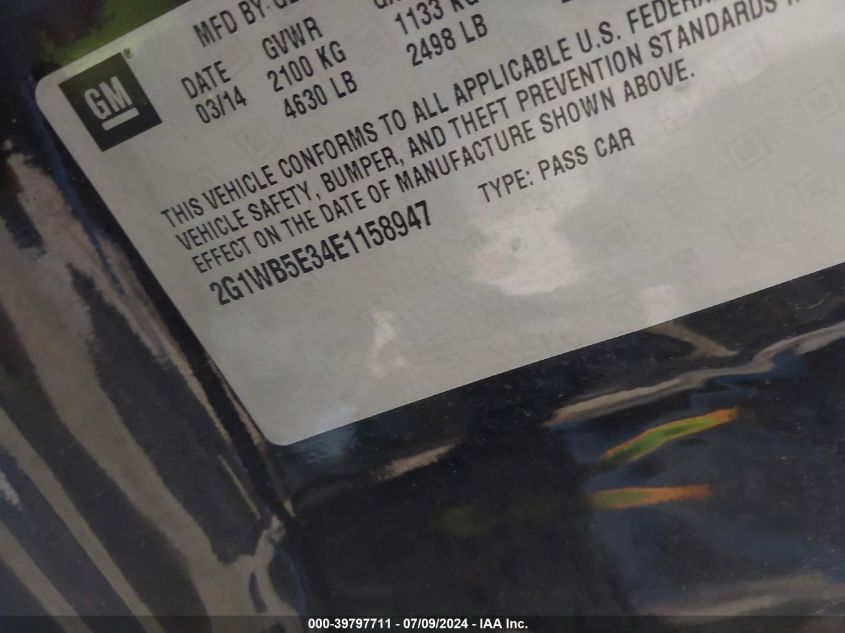 GM
MFD BY
DATE GVWR
03/14 2100 KG 1133 KG
4630 LB 2498 LB
THIS VEHICLE CONFORMS TO ALL APPLICABLE U.S. FEDERAL
VEHICLE SAFETY, BUMPER, AND THEFT PREVENTION STANDARDS
EFFECT ON THE DATE OF MANUFACTURE SHOWN ABOVE.
2G1WB5E34E1158947 TYPE: PASS CAR
000-39797711 - 07/09/2024 - IAA Inc.